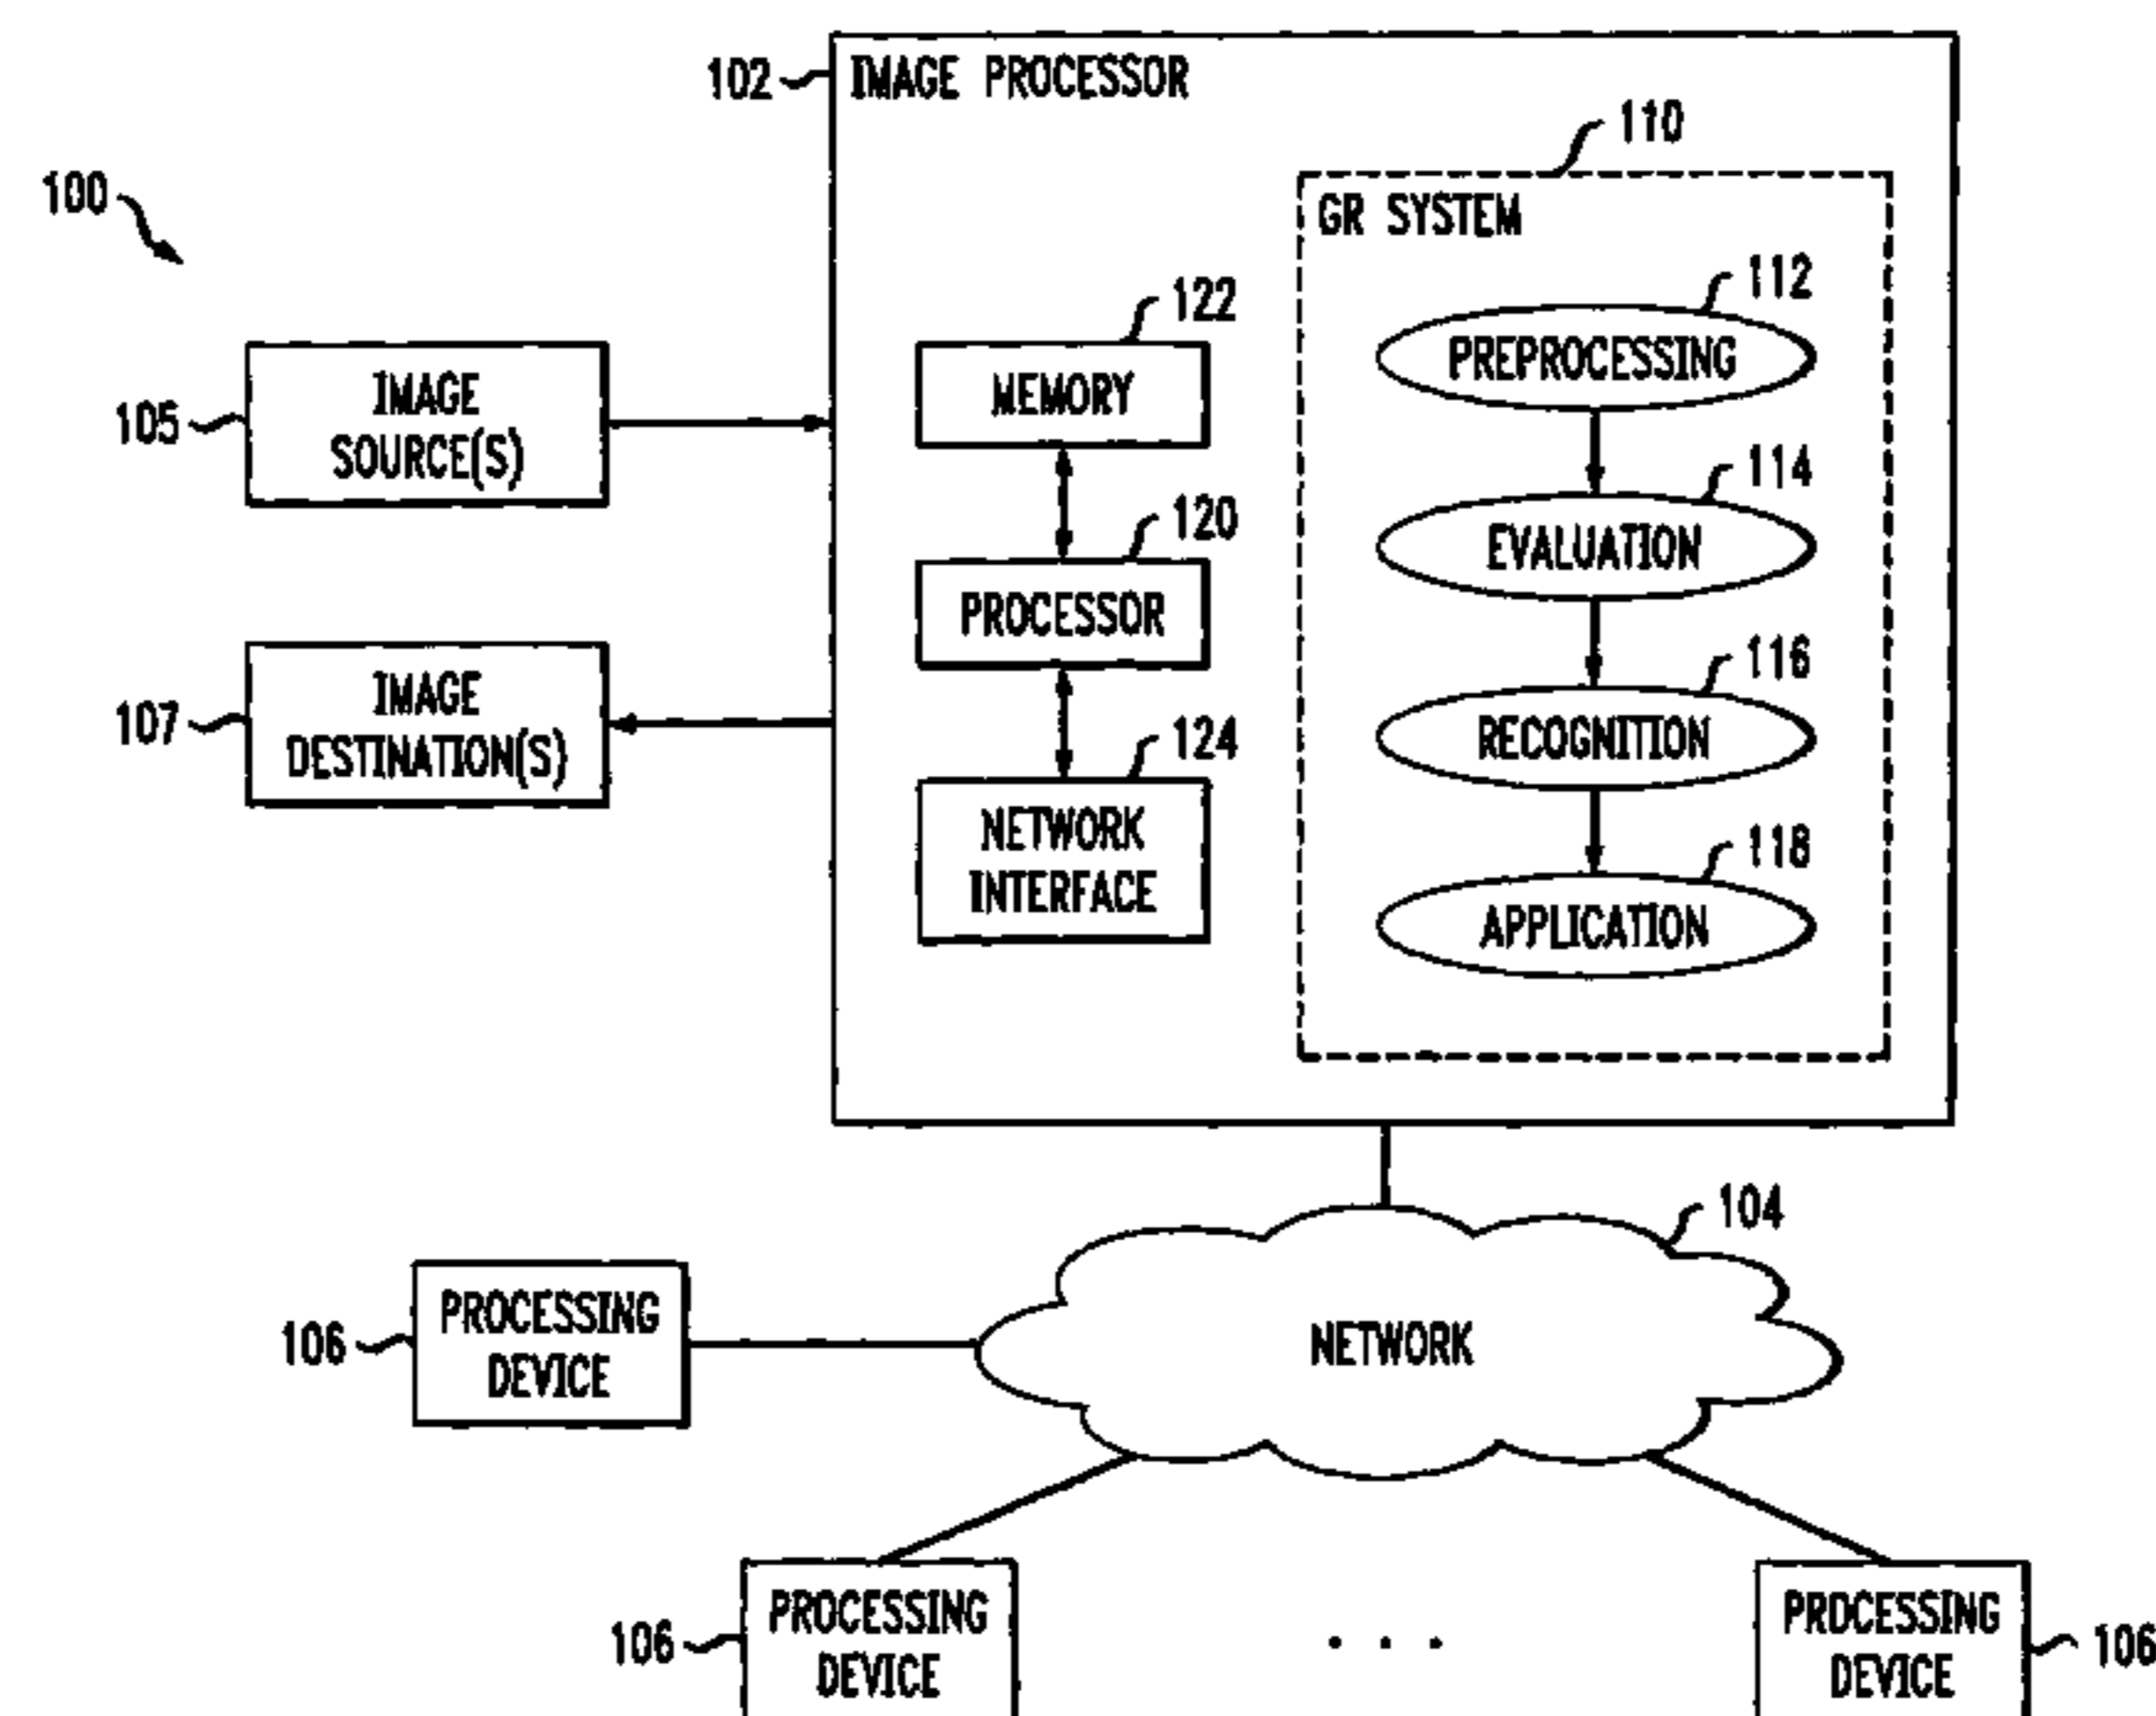 102
IMAGE PROCESSOR
110
100
GR SYSTEM
112
122
PREPROCESSING
105
IMAGE
SOURCE(S)
MEMORY
114
120
EVALUATION
PROCESSOR
116
107
IMAGE
DESTINATION(S)
RECOGNITION
124
NETWORK
INTERFACE
118
APPLICATION
104
106
PROCESSING
DEVICE
NETWORK
106
PROCESSING
DEVICE
. . .
PROCESSING
DEVICE
106